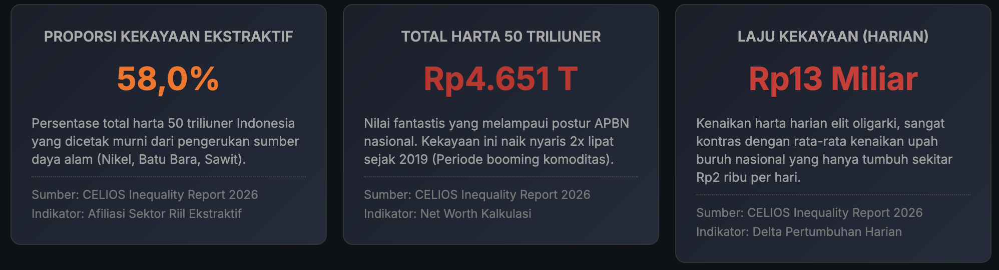 PROPORSI KEKAYAAN EKSTRAKTIF
58,0%
Persentase total harta 50 triliuner Indonesia
yang dicetak murni dari pengerukan sumber
daya alam (Nikel, Batu Bara, Sawit).
Sumber: CELIOS Inequality Report 2026
Indikator: Afiliasi Sektor Riil Ekstraktif
TOTAL HARTA 50 TRILIUNER
Rp4.651 T
Nilai fantastis yang melampaui postur APBN
nasional. Kekayaan ini naik nyaris 2x lipat
sejak 2019 (Periode booming komoditas).
Sumber: CELIOS Inequality Report 2026
Indikator: Net Worth Kalkulasi
LAJU KEKAYAAN (HARIAN)
Rp13 Miliar
Kenaikan harta harian elit oligarki, sangat
kontras dengan rata-rata kenaikan upah
buruh nasional yang hanya tumbuh sekitar
Rp2 ribu per hari.
Sumber: CELIOS Inequality Report 2026
Indikator: Delta Pertumbuhan Harian